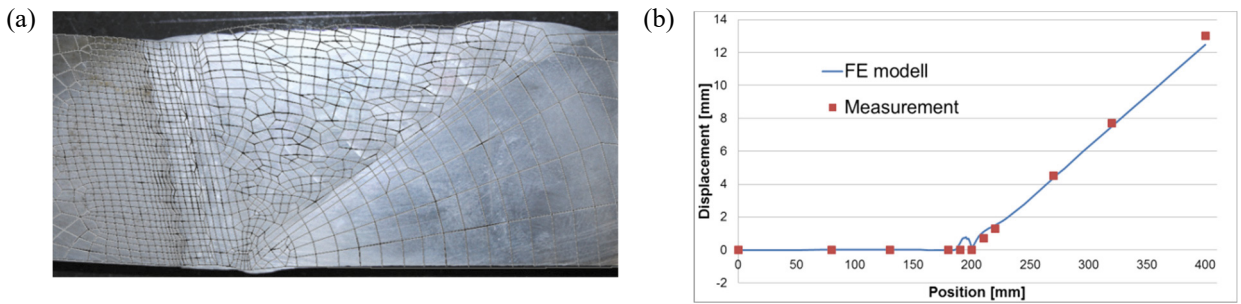 (a)
(b)
14
12
10
8
6
4
2
0
-2
Displacement [mm]
FE modell
Measurement
0 50 100 150 200 250 300 350 400
Position [mm]